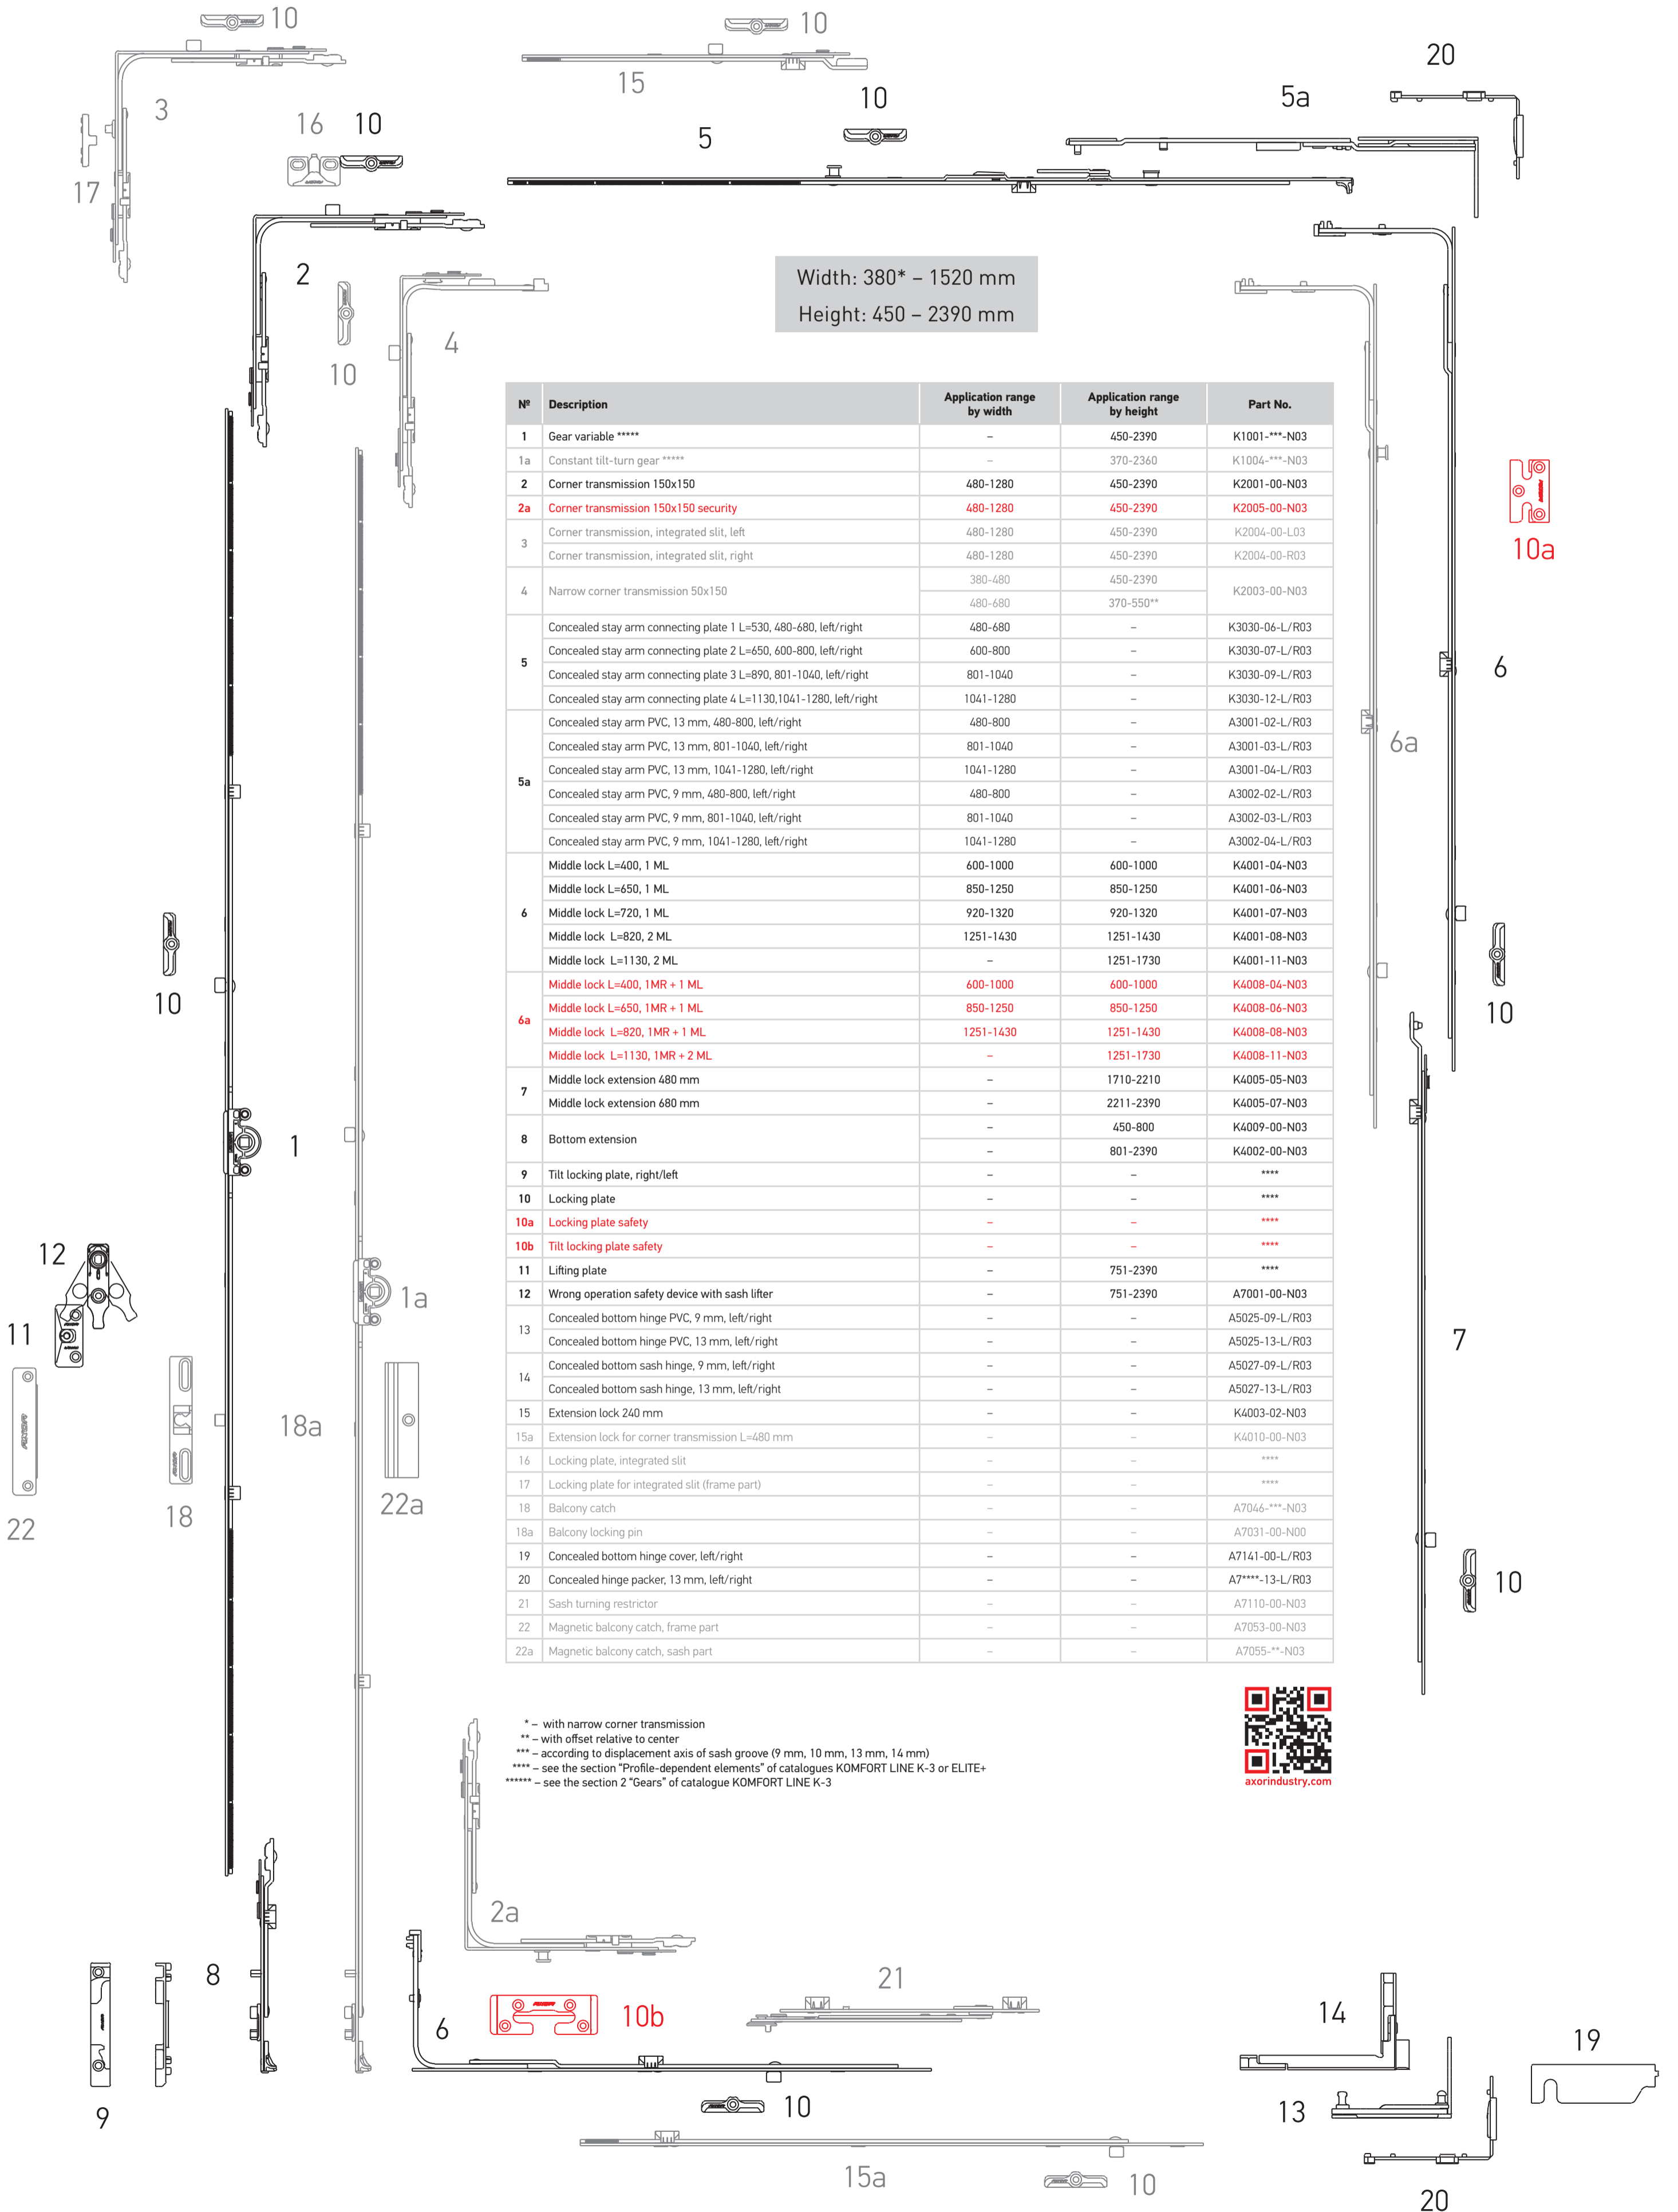 10
10
20
15
5a
3
10
16
10
5
17
2
Width: 380* – 1520 mm
Height: 450 – 2390 mm
4
10
Nº Description Application range by width Application range by height Part No.
1 Gear variable ***** – 450-2390 K1001-***-N03
1a Constant tilt-turn gear ***** – 370-2360 K1004-***-N03
2 Corner transmission 150x150 480-1280 450-2390 K2001-00-N03
2a Corner transmission 150x150 security 480-1280 450-2390 K2005-00-N03
3 Corner transmission, integrated slit, left 480-1280 450-2390 K2004-00-L03
Corner transmission, integrated slit, right 480-1280 450-2390 K2004-00-R03
4 Narrow corner transmission 50x150 380-480 450-2390 K2003-00-N03
480-680 370-550**
5 Concealed stay arm connecting plate 1 L=530, 480-680, left/right 480-680 – K3030-06-L/R03
Concealed stay arm connecting plate 2 L=650, 600-800, left/right 600-800 – K3030-07-L/R03
Concealed stay arm connecting plate 3 L=890, 801-1040, left/right 801-1040 – K3030-09-L/R03
Concealed stay arm connecting plate 4 L=1130,1041-1280, left/right 1041-1280 – K3030-12-L/R03
5a Concealed stay arm PVC, 13 mm, 480-800, left/right 480-800 – A3001-02-L/R03
Concealed stay arm PVC, 13 mm, 801-1040, left/right 801-1040 – A3001-03-L/R03
Concealed stay arm PVC, 13 mm, 1041-1280, left/right 1041-1280 – A3001-04-L/R03
Concealed stay arm PVC, 9 mm, 480-800, left/right 480-800 – A3002-02-L/R03
Concealed stay arm PVC, 9 mm, 801-1040, left/right 801-1040 – A3002-03-L/R03
Concealed stay arm PVC, 9 mm, 1041-1280, left/right 1041-1280 – A3002-04-L/R03
6 Middle lock L=400, 1 ML 600-1000 600-1000 K4001-04-N03
Middle lock L=650, 1 ML 850-1250 850-1250 K4001-06-N03
Middle lock L=720, 1 ML 920-1320 920-1320 K4001-07-N03
Middle lock L=820, 2 ML 1251-1430 1251-1430 K4001-08-N03
Middle lock L=1130, 2 ML – 1251-1730 K4001-11-N03
6a Middle lock L=400, 1MR + 1 ML 600-1000 600-1000 K4008-04-N03
Middle lock L=650, 1MR + 1 ML 850-1250 850-1250 K4008-06-N03
Middle lock L=820, 1MR + 1 ML 1251-1430 1251-1430 K4008-08-N03
Middle lock L=1130, 1MR + 2 ML – 1251-1730 K4008-11-N03
7 Middle lock extension 480 mm – 1710-2210 K4005-05-N03
Middle lock extension 680 mm – 2211-2390 K4005-07-N03
8 Bottom extension – 450-800 K4009-00-N03
– 801-2390 K4002-00-N03
9 Tilt locking plate, right/left – – ****
10 Locking plate – – ****
10a Locking plate safety – – ****
10b Tilt locking plate safety – – ****
11 Lifting plate – 751-2390 ****
12 Wrong operation safety device with sash lifter – 751-2390 A7001-00-N03
13 Concealed bottom hinge PVC, 9 mm, left/right – – A5025-09-L/R03
Concealed bottom hinge PVC, 13 mm, left/right – – A5025-13-L/R03
14 Concealed bottom sash hinge, 9 mm, left/right – – A5027-09-L/R03
Concealed bottom sash hinge, 13 mm, left/right – – A5027-13-L/R03
15 Extension lock 240 mm – – K4003-02-N03
15a Extension lock for corner transmission L=480 mm – – K4010-00-N03
16 Locking plate, integrated slit – – ****
17 Locking plate for integrated slit (frame part) – – ****
18 Balcony catch – – A7046-***-N03
18a Balcony locking pin – – A7031-00-N00
19 Concealed bottom hinge cover, left/right – – A7141-00-L/R03
20 Concealed hinge packer, 13 mm, left/right – – A7****-13-L/R03
21 Sash turning restrictor – – A7110-00-N03
22 Magnetic balcony catch, frame part – – A7053-00-N03
22a Magnetic balcony catch, sash part – – A7055-**-N03
10a
6
6a
10
10
1
12
1a
11
7
18a
22a
18
22
10
* – with narrow corner transmission
** – with offset relative to center
*** – according to displacement axis of sash groove (9 mm, 10 mm, 13 mm, 14 mm)
**** – see the section "Profile-dependent elements" of catalogues KOMFORT LINE K-3 or ELITE+
****** – see the section 2 "Gears" of catalogue KOMFORT LINE K-3
axorindustry.com
2a
8
21
6
10b
14
19
9
10
13
15a
10
20